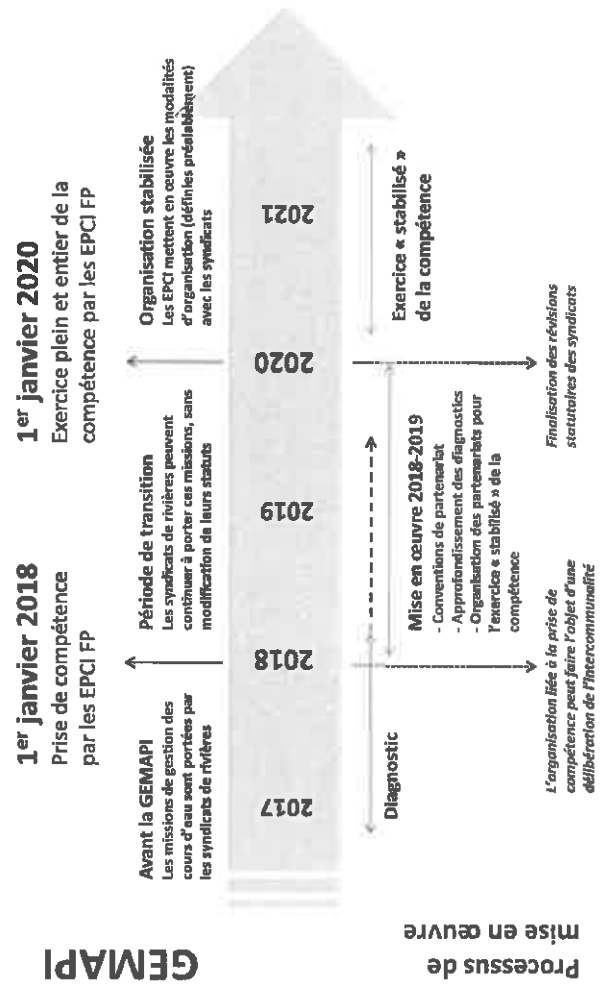 GEMAPI
1er janvier 2018
Prise de compétence
par les EPCI FP
1er janvier 2020
Exercice plein et entier de la
compétence par les EPCI FP
Avant la GEMAPI
Les missions de gestion des
cours d'eau sont portées par
les syndicats de rivières
Période de transition
Les syndicats de rivières peuvent
continuer à porter ces missions, sans
modification de leurs statuts
Organisation stabilisée
Les EPCI mettent en œuvre les modalités
d'organisation (définies préalablement)
avec les syndicats
2017
2018
2019
2020
2021
Processus de
mise en œuvre
Diagnostic
Mise en œuvre 2018-2019
- Conventions de partenariat
- Approfondissement des diagnostics
- Organisation des partenariats pour
l'exercice « stabilisé » de la
compétence
Exercice « stabilisé »
de la compétence
L'organisation liée à la prise de
compétence peut faire l'objet d'une
délibération de l'intercommunalité
Finalisation des révisions
statutaires des syndicats